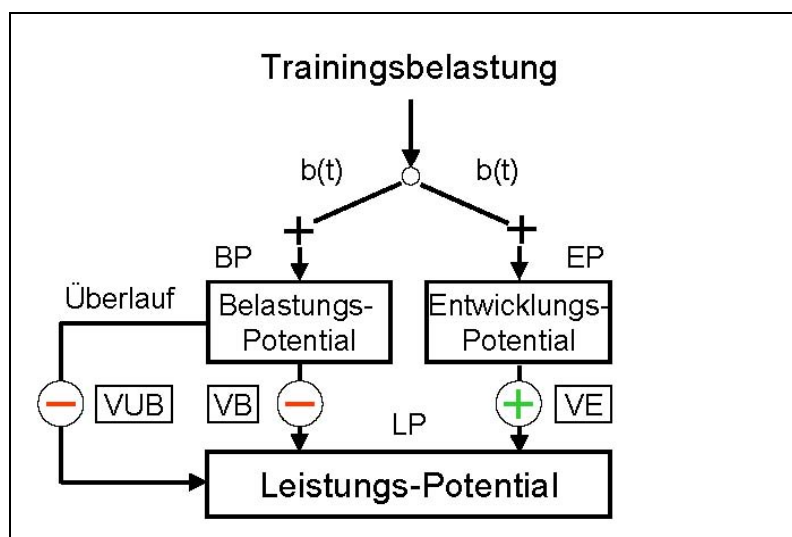 Trainingsbelastung
b(t) b(t)
+ +
BP EP
Überlauf
Belastungs-
Potential
Entwicklungs-
Potential
− VUB VB − + VE
LP
Leistungs-Potential